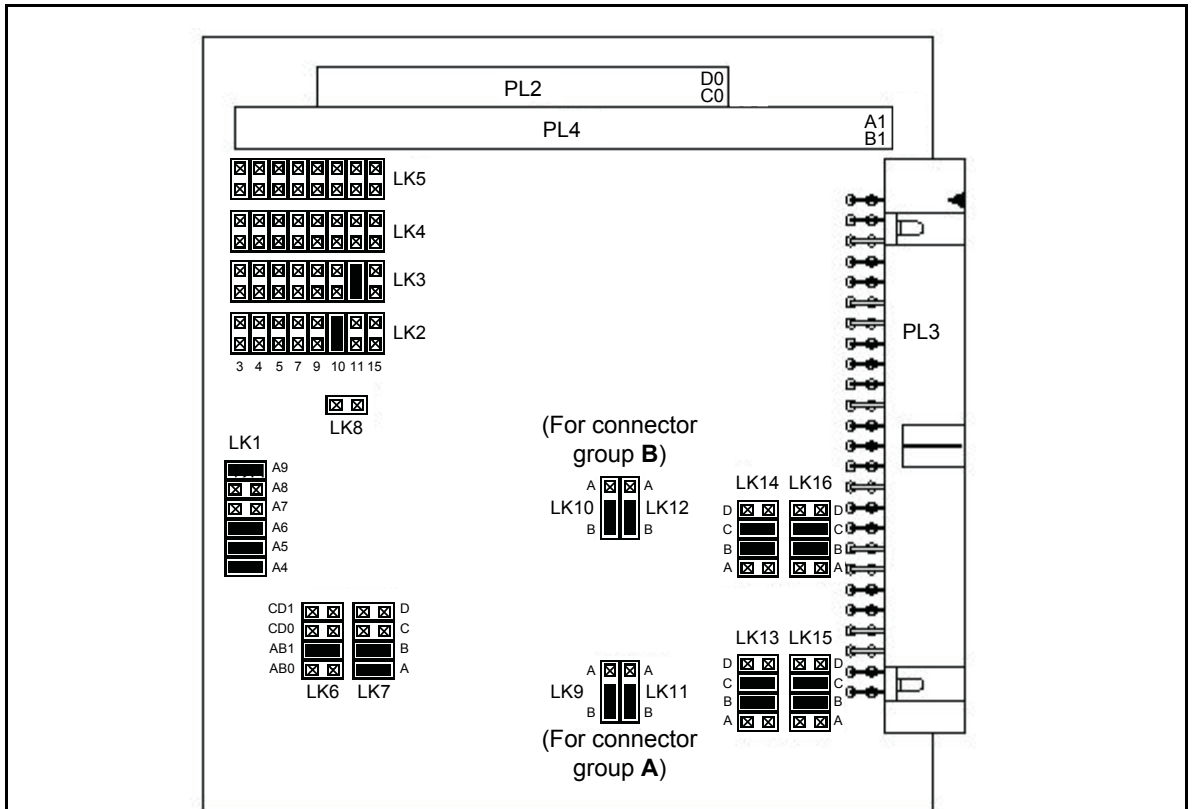 D0
PL2
C0
A1
PL4
B1
LK5
LK4
LK3
PL3
LK2
3 4 5 7 9 10 11 15
LK8
(For connector
group B)
LK1
A9
A8
A7
A6
A5
A4
A A
LK10 LK12
B B
LK14 LK16
D D
C C
B B
A A
CD1 D
CD0 C
AB1 B
AB0 A
LK6 LK7
A A
LK9 LK11
B B
(For connector
group A)
LK13 LK15
D D
C C
B B
A A